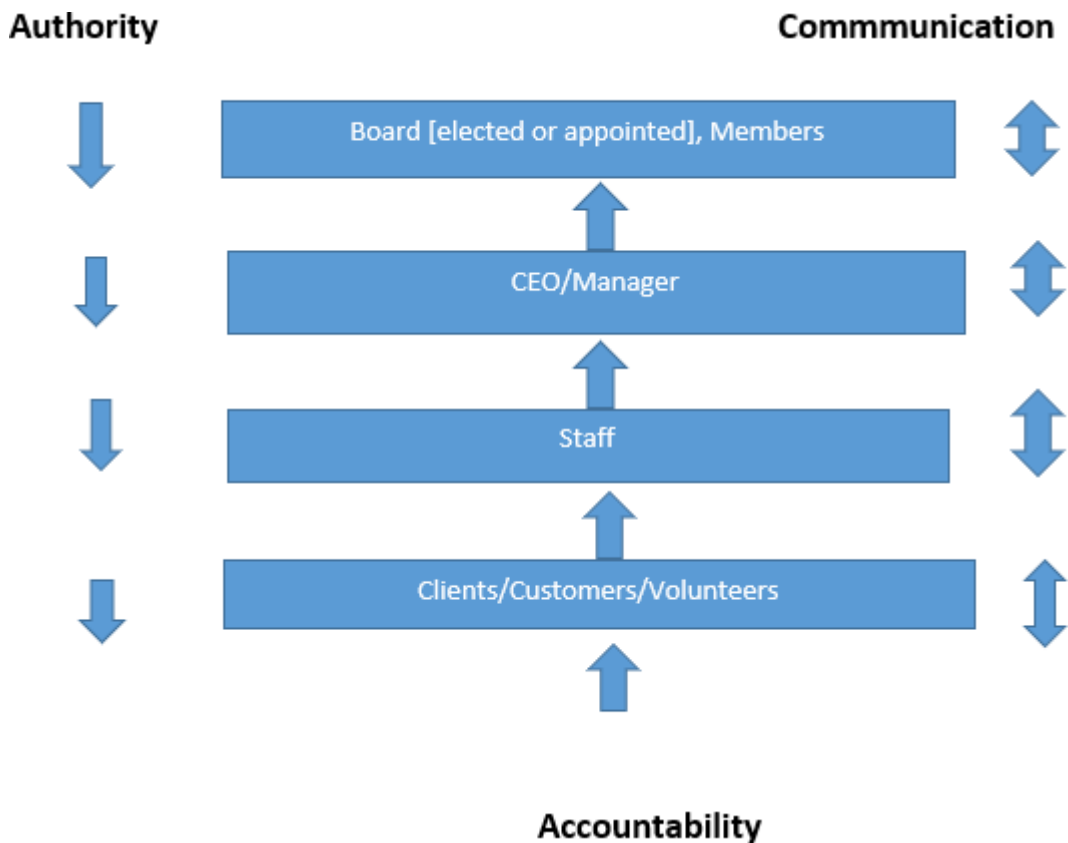 Authority
Commmunication
Board [elected or appointed], Members
CEO/Manager
Staff
Clients/Customers/Volunteers
Accountability